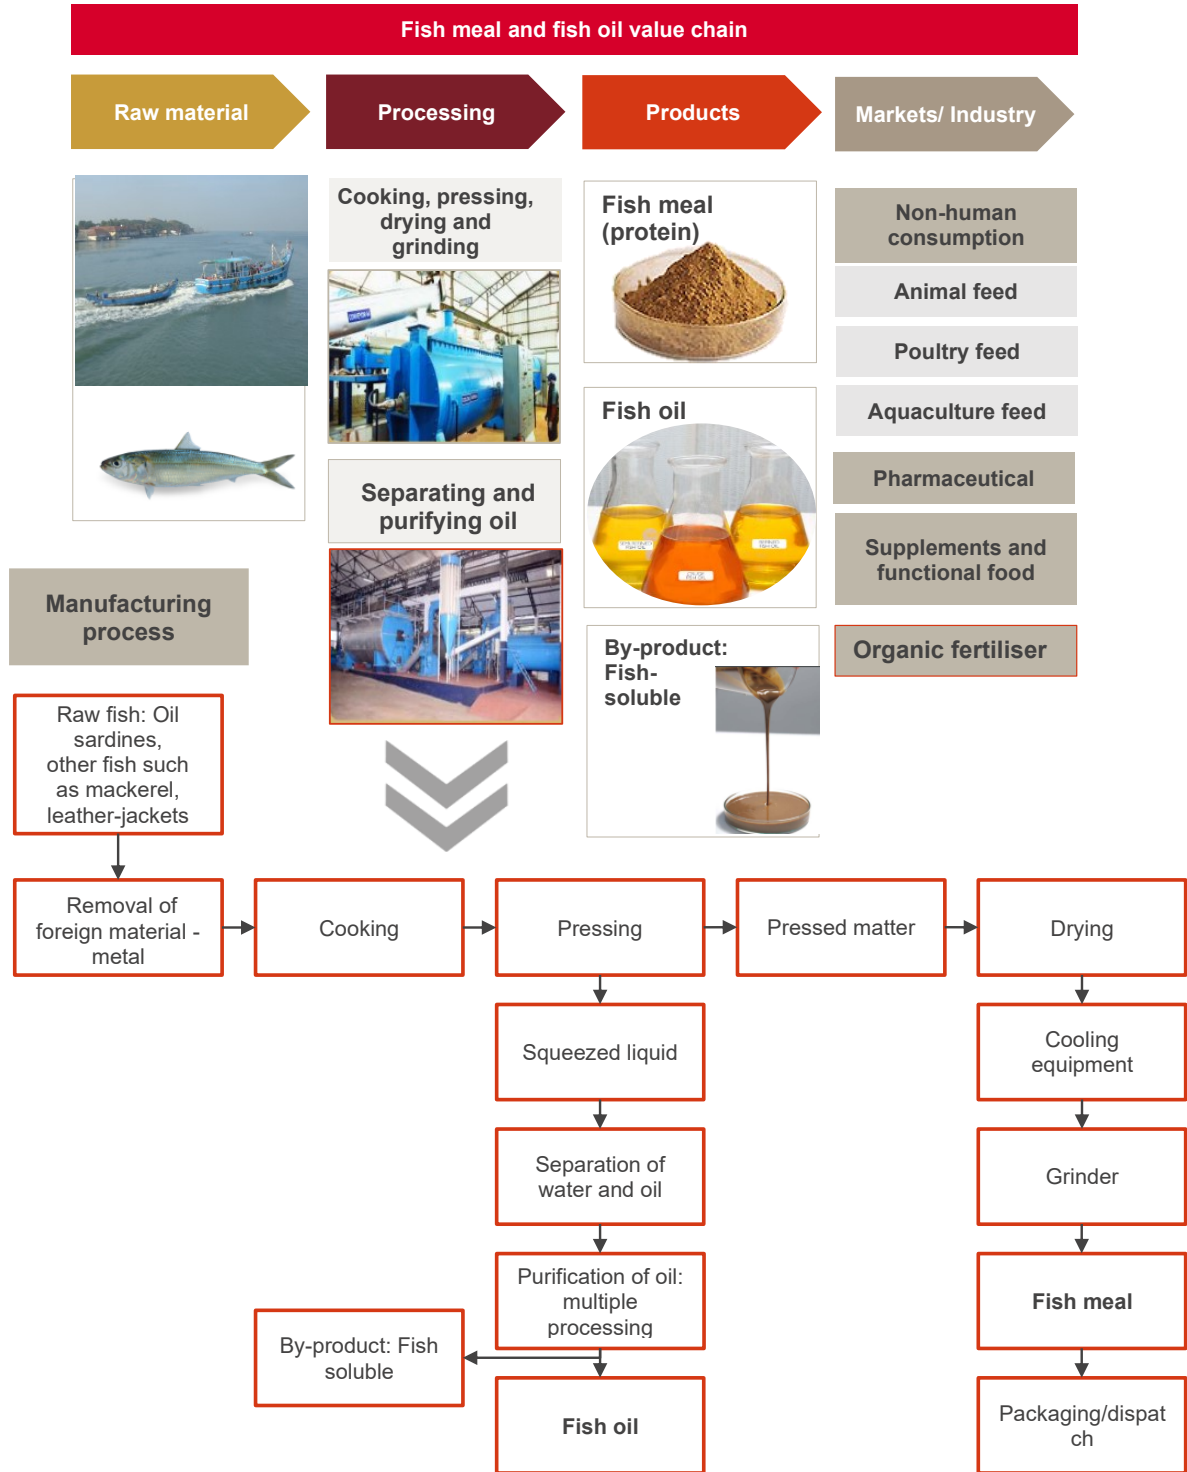 Fish meal and fish oil value chain
Raw material
Processing
Products
Markets/ Industry
Cooking, pressing,
drying and
grinding
Separating and
purifying oil
Fish meal
(protein)
Fish oil
By-product:
Fish-
soluble
Non-human
consumption
Animal feed
Poultry feed
Aquaculture feed
Pharmaceutical
Supplements and
functional food
Organic fertiliser
Manufacturing
process
Raw fish: Oil
sardines,
other fish such
as mackerel,
leather-jackets
Removal of
foreign material -
metal
Cooking
Pressing
Pressed matter
Drying
Squeezed liquid
Cooling
equipment
Separation of
water and oil
Grinder
Purification of oil:
multiple
processing
Fish meal
By-product: Fish
soluble
Fish oil
Packaging/dispat
ch